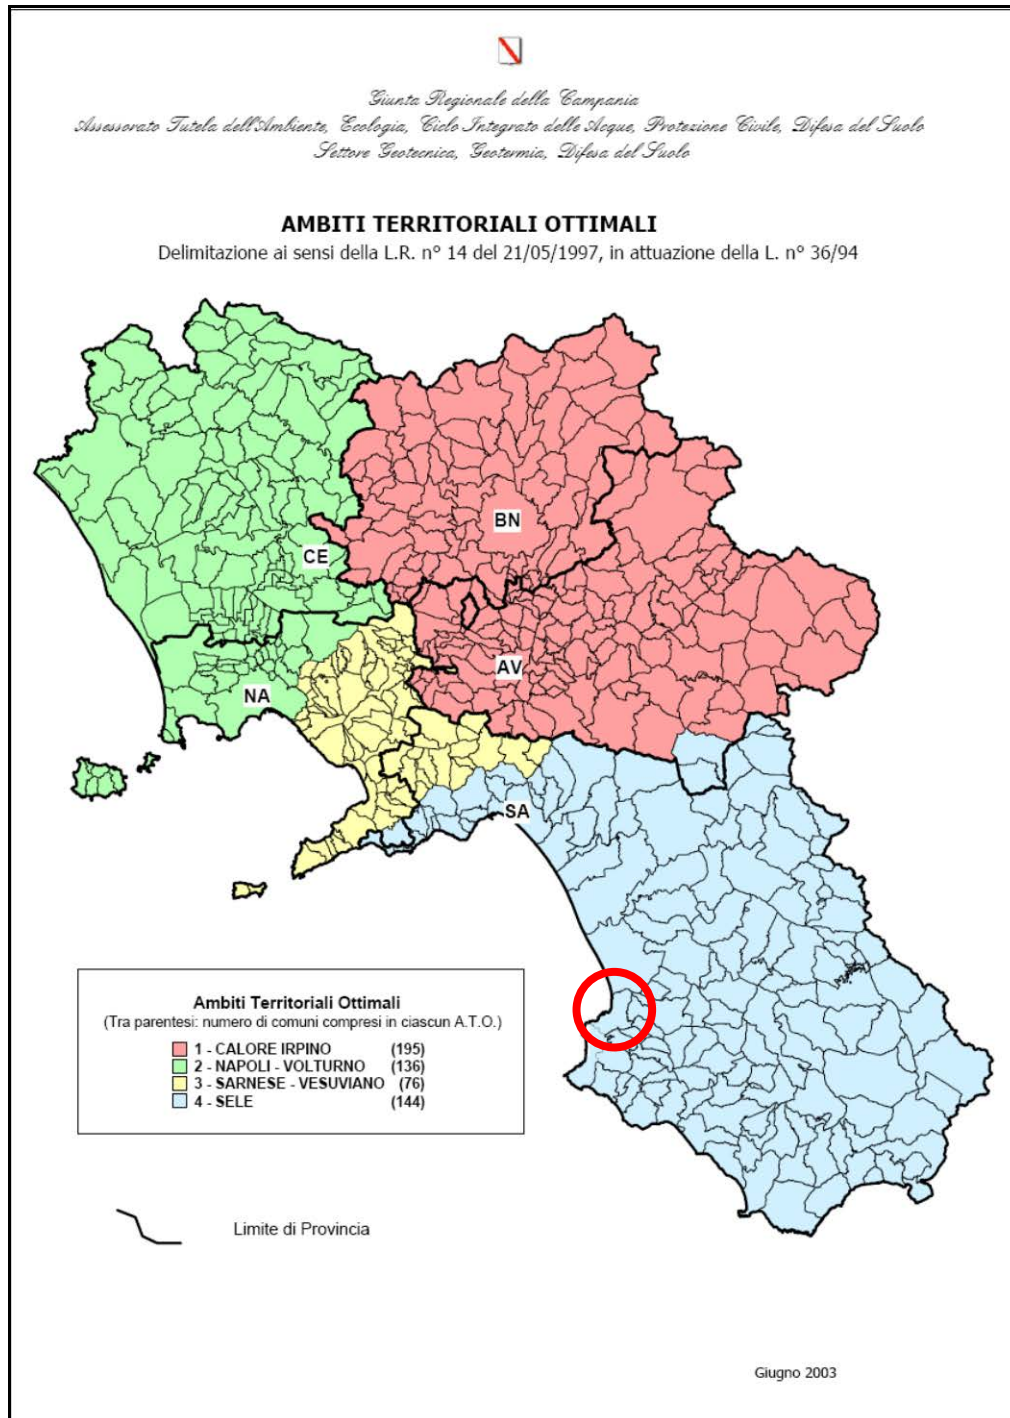 Giunta Regionale della Campania
Assessorato Tutela dell'Ambiente, Ecologia, Ciclo Integrato delle Acque, Protezione Civile, Difesa del Suolo
Settore Geotecnica, Geotermia, Difesa del Suolo
AMBITI TERRITORIALI OTTIMALI
Delimitazione ai sensi della L.R. n° 14 del 21/05/1997, in attuazione della L. n° 36/94
BN
CE
AV
NA
SA
Ambiti Territoriali Ottimali
(Tra parentesi: numero di comuni compresi in ciascun A.T.O.)
1 - CALORE IRPINO (195)
2 - NAPOLI - VOLTURNO (136)
3 - SARNESE - VESUVIANO (76)
4 - SELE (144)
Limite di Provincia
Giugno 2003